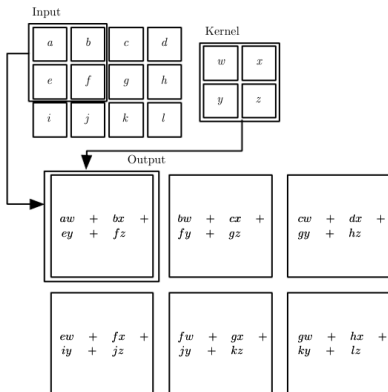 Input
Kernel
a b c d
w x
e f g h
y z
i j k l
Output
aw + bx +
ey + fz
bw + cx +
fy + gz
cw + dx +
gy + hz
ew + fx +
iy + jz
fw + gx +
jy + kz
gw + hx +
ky + lz